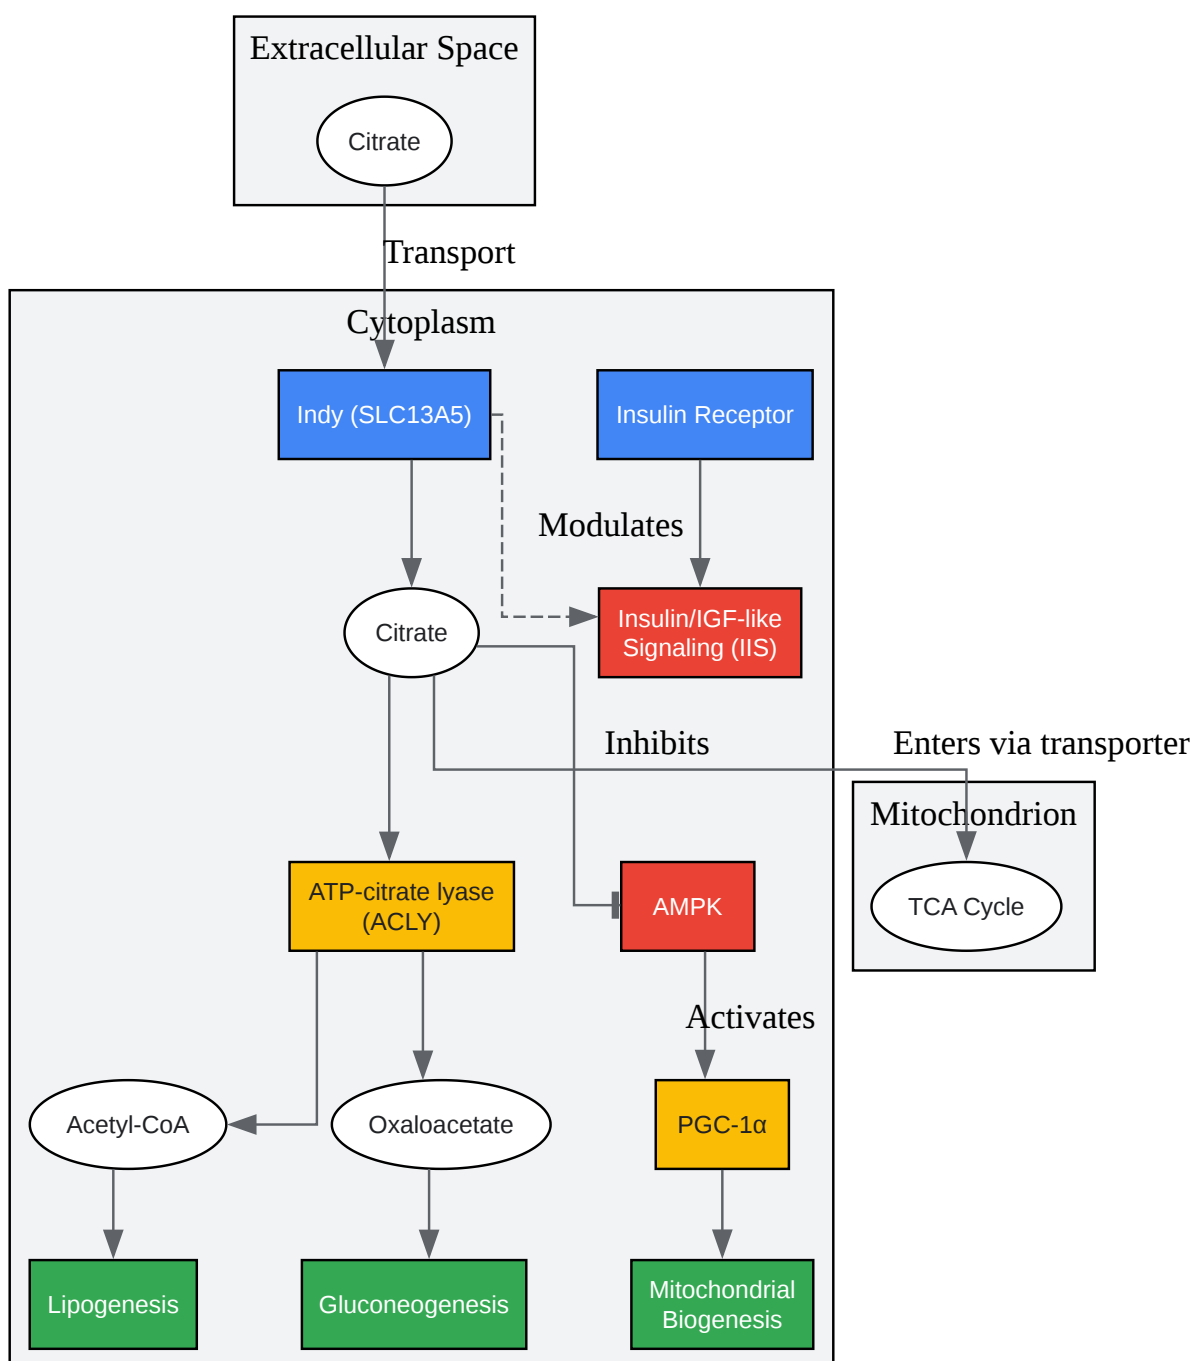 Extracellular Space
Citrate
Transport
Cytoplasm
Indy (SLC13A5)
Insulin Receptor
Modulates
Citrate
Insulin/IGF-like
Signaling (IIS)
Inhibits
Enters via transporter
Mitochondrion
ATP-citrate lyase
(ACLY)
AMPK
TCA Cycle
Activates
Acetyl-CoA
Oxaloacetate
PGC-1α
Lipogenesis
Gluconeogenesis
Mitochondrial
Biogenesis